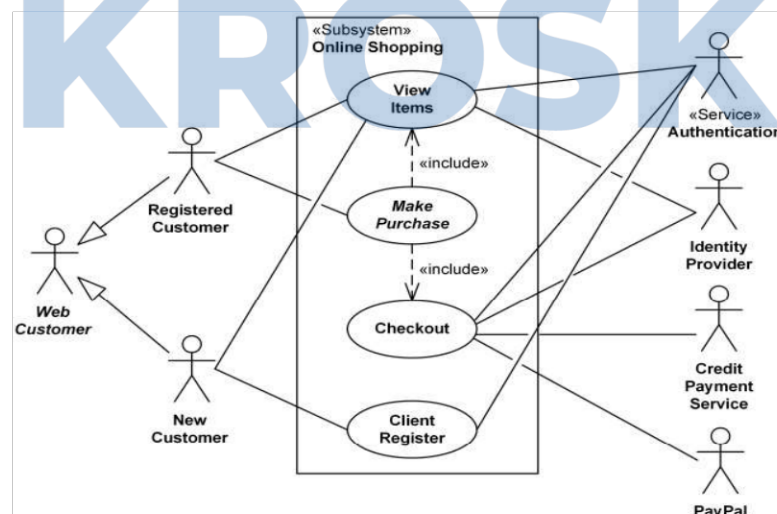 KROSK
«Subsystem»
Online Shopping
View
Items
«Service»
Authentication
«include»
Registered
Customer
Make
Purchase
Identity
Provider
Web
Customer
«include»
Checkout
Credit
Payment
Service
New
Customer
Client
Register
PayPal